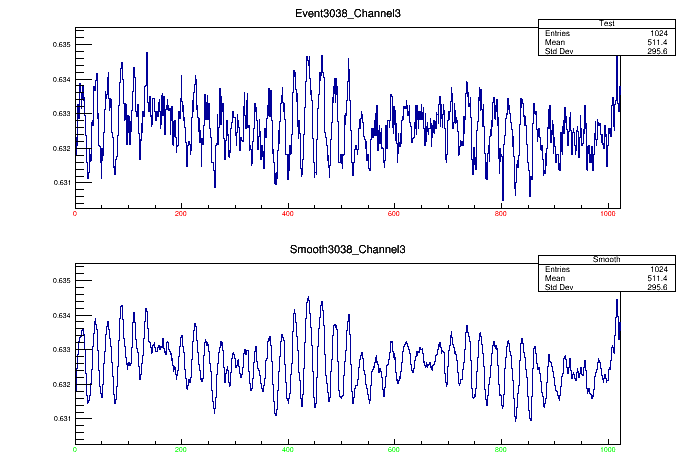 Event3038_Channel3
Test
Entries 1024
Mean 511.4
Std Dev 295.6
0.635
0.634
0.633
0.632
0.631
0 200 400 600 800 1000
Smooth3038_Channel3
Smooth
Entries 1024
Mean 511.4
Std Dev 295.6
0.635
0.634
0.633
0.632
0.631
0 200 400 600 800 1000